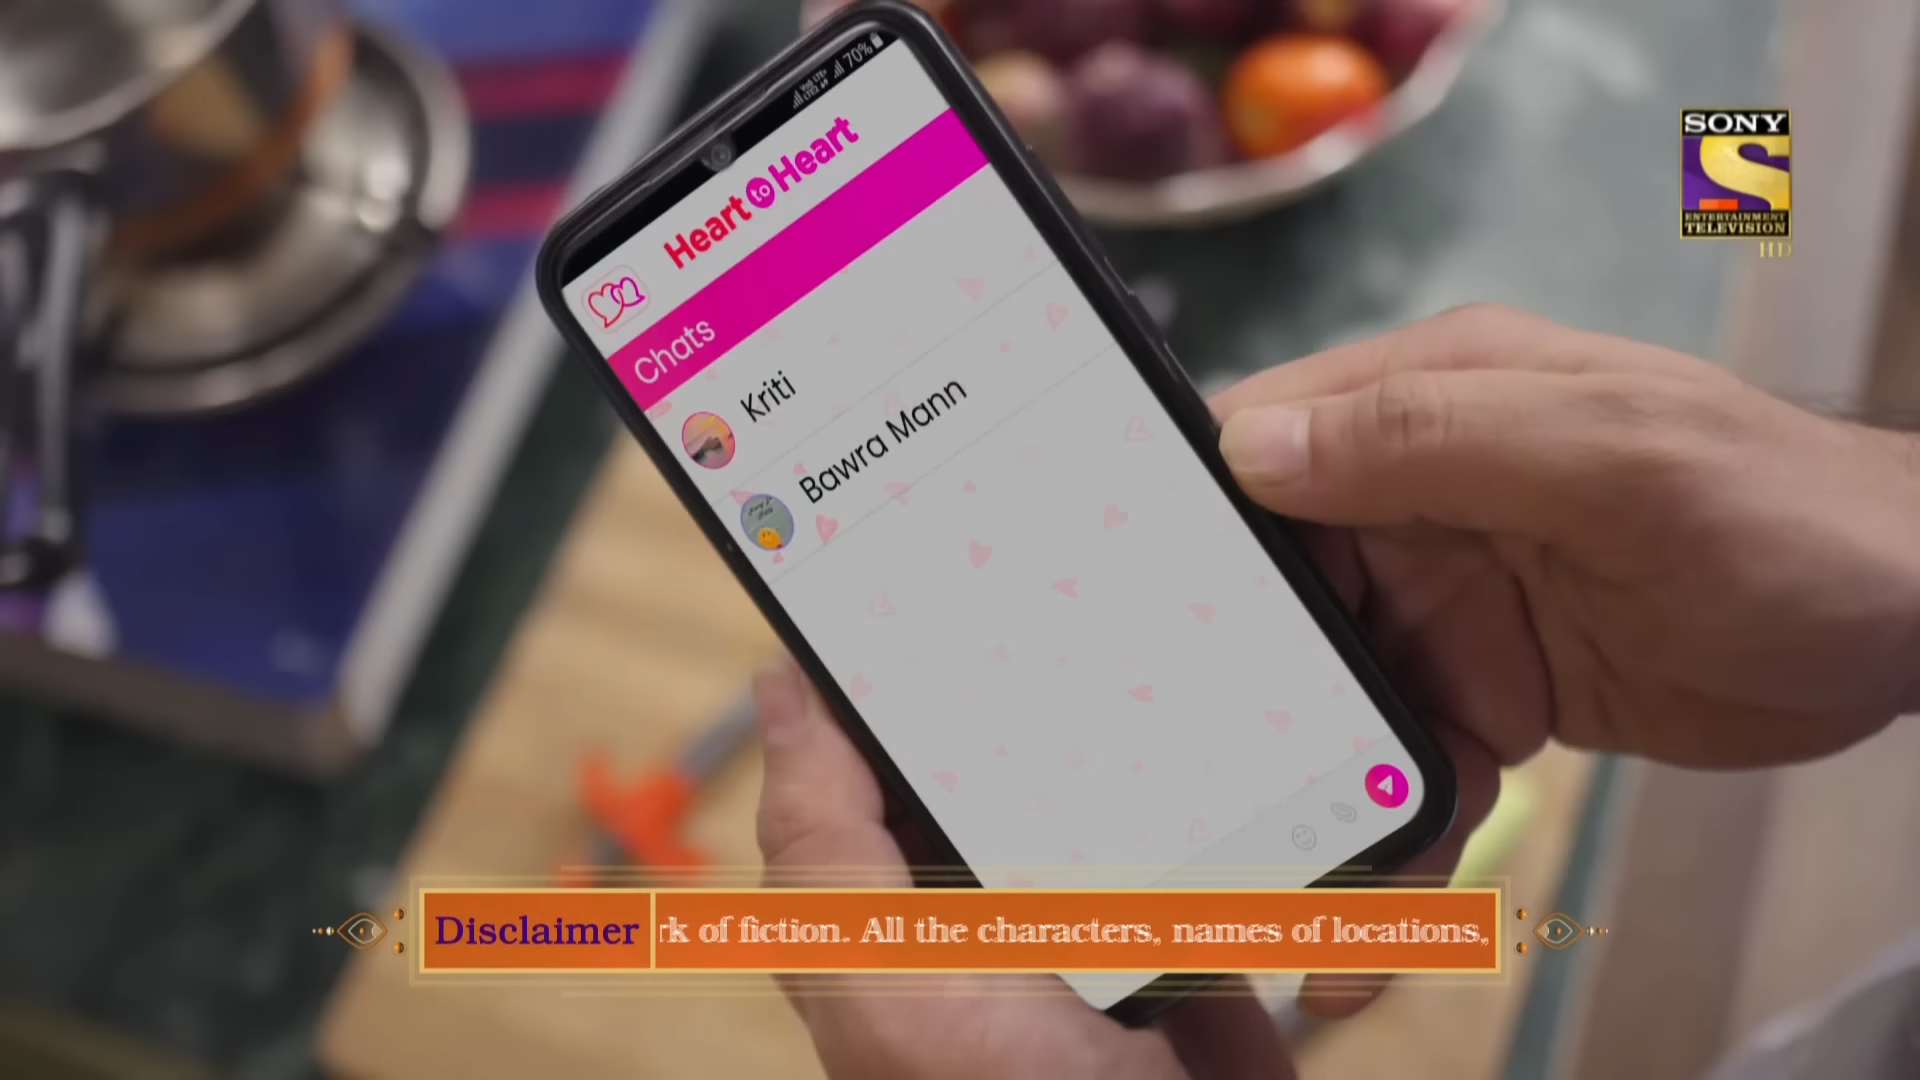 70%
Heart to Heart
Chats
Kriti
Bawra Mann
SONY
ENTERTAINMENT
TELEVISION
HD
Disclaimer
rk of fiction. All the characters, names of locations,